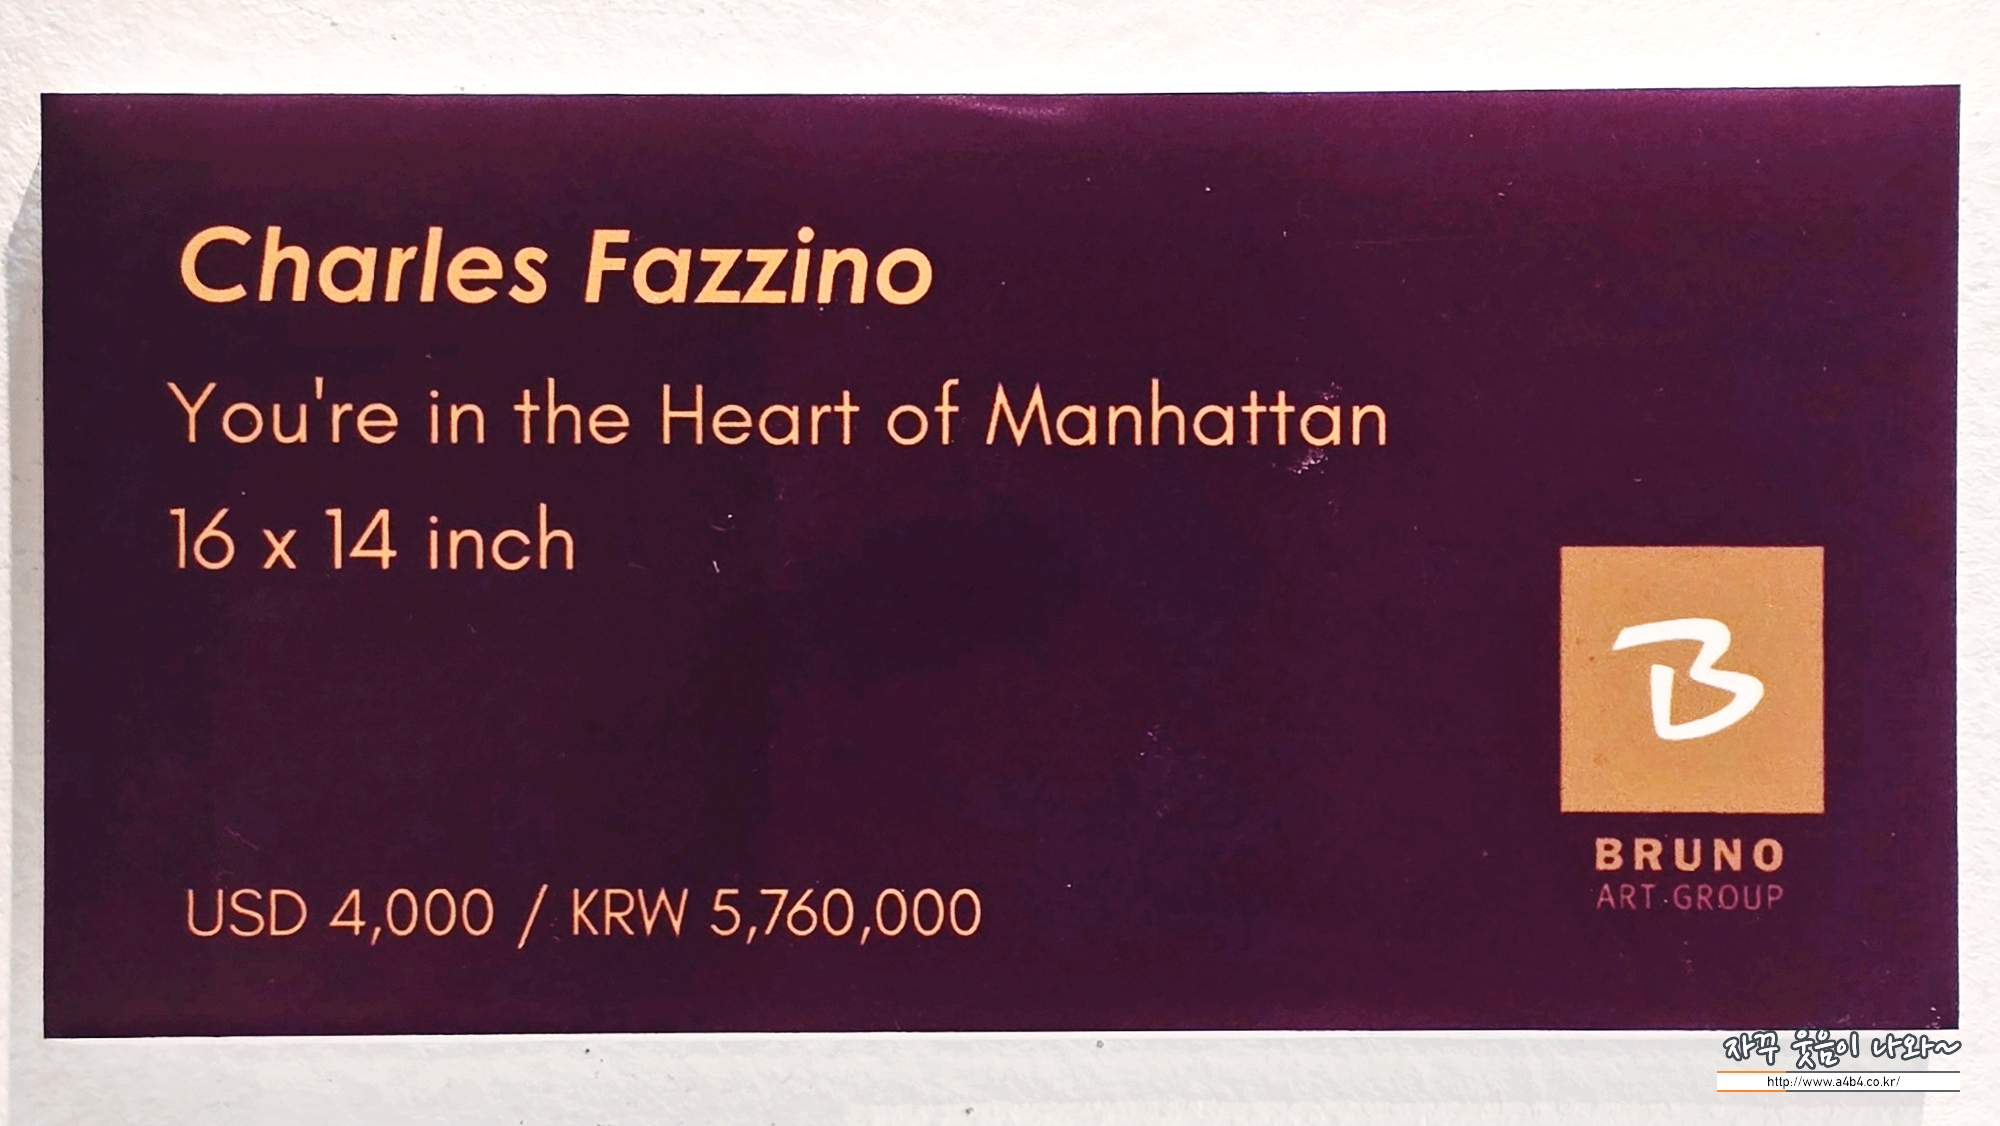 Charles Fazzino
You're in the Heart of Manhattan
16 x 14 inch
B
BRUNO
ART GROUP
USD 4,000 / KRW 5,760,000
자꾸 웃음이 나와~
http://www.a4b4.co.kr/